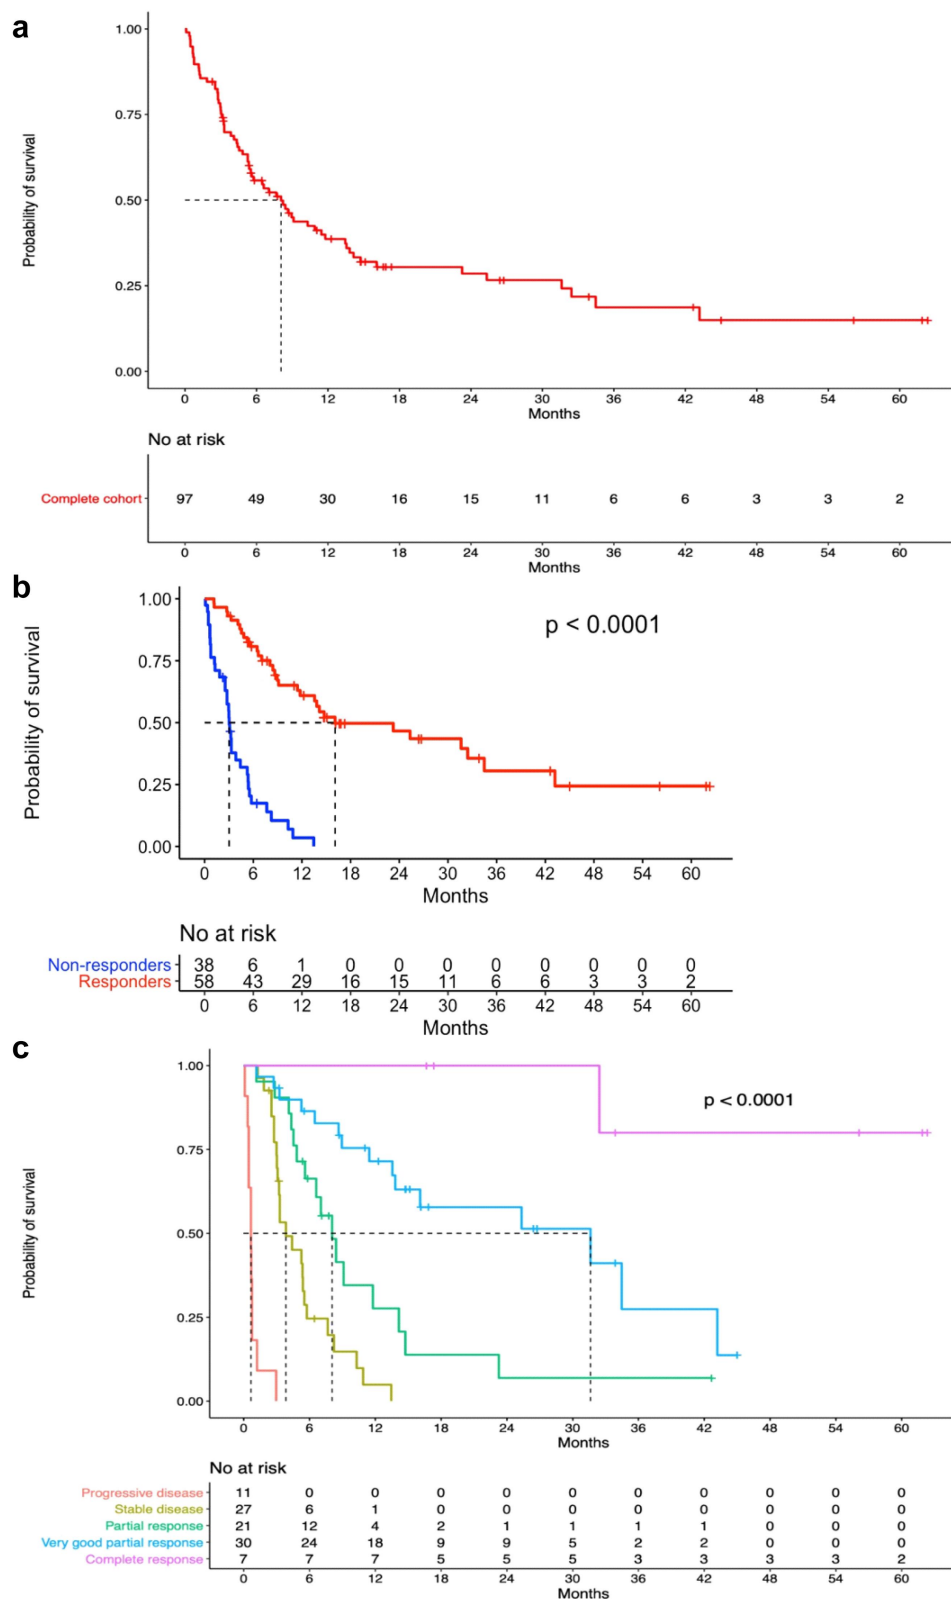 a
1.00
0.75
0.50
0.25
0.00
Probability of survival
0 6 12 18 24 30 36 42 48 54 60
Months
No at risk
Complete cohort 97 49 30 16 15 11 6 6 3 3 2
0 6 12 18 24 30 36 42 48 54 60
Months
b
p < 0.0001
1.00
0.75
0.50
0.25
0.00
Probability of survival
0 6 12 18 24 30 36 42 48 54 60
Months
No at risk
Non-responders 38 6 1 0 0 0 0 0 0 0 0
Responders 58 43 29 16 15 11 6 6 3 3 2
0 6 12 18 24 30 36 42 48 54 60
Months
c
p < 0.0001
1.00
0.75
0.50
0.25
0.00
Probability of survival
0 6 12 18 24 30 36 42 48 54 60
Months
No at risk
Progressive disease 11 0 0 0 0 0 0 0 0 0 0
Stable disease 27 6 1 0 0 0 0 0 0 0 0
Partial response 21 12 4 2 1 1 1 1 0 0 0
Very good partial response 30 24 18 9 9 5 2 2 0 0 0
Complete response 7 7 7 5 5 5 3 3 3 3 2
0 6 12 18 24 30 36 42 48 54 60
Months